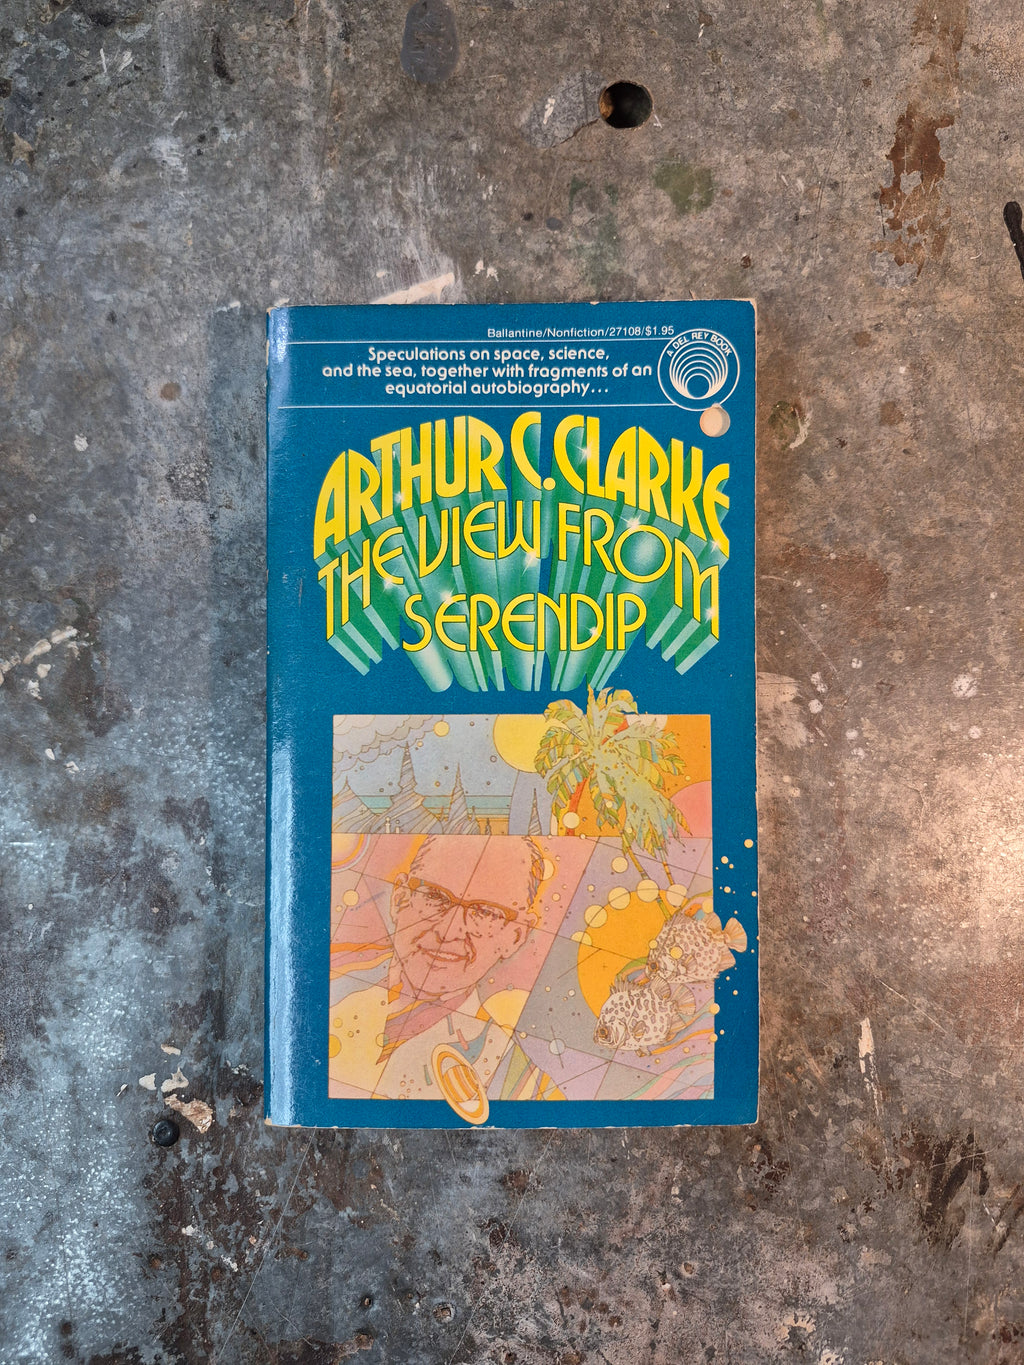 Ballantine/Nonfiction/27108/$1.95
A DEL REY BOOK
Speculations on space, science,
and the sea, together with fragments of an
equatorial autobiography...
ARTHUR C. CLARKE
THE VIEW FROM
SERENDIP